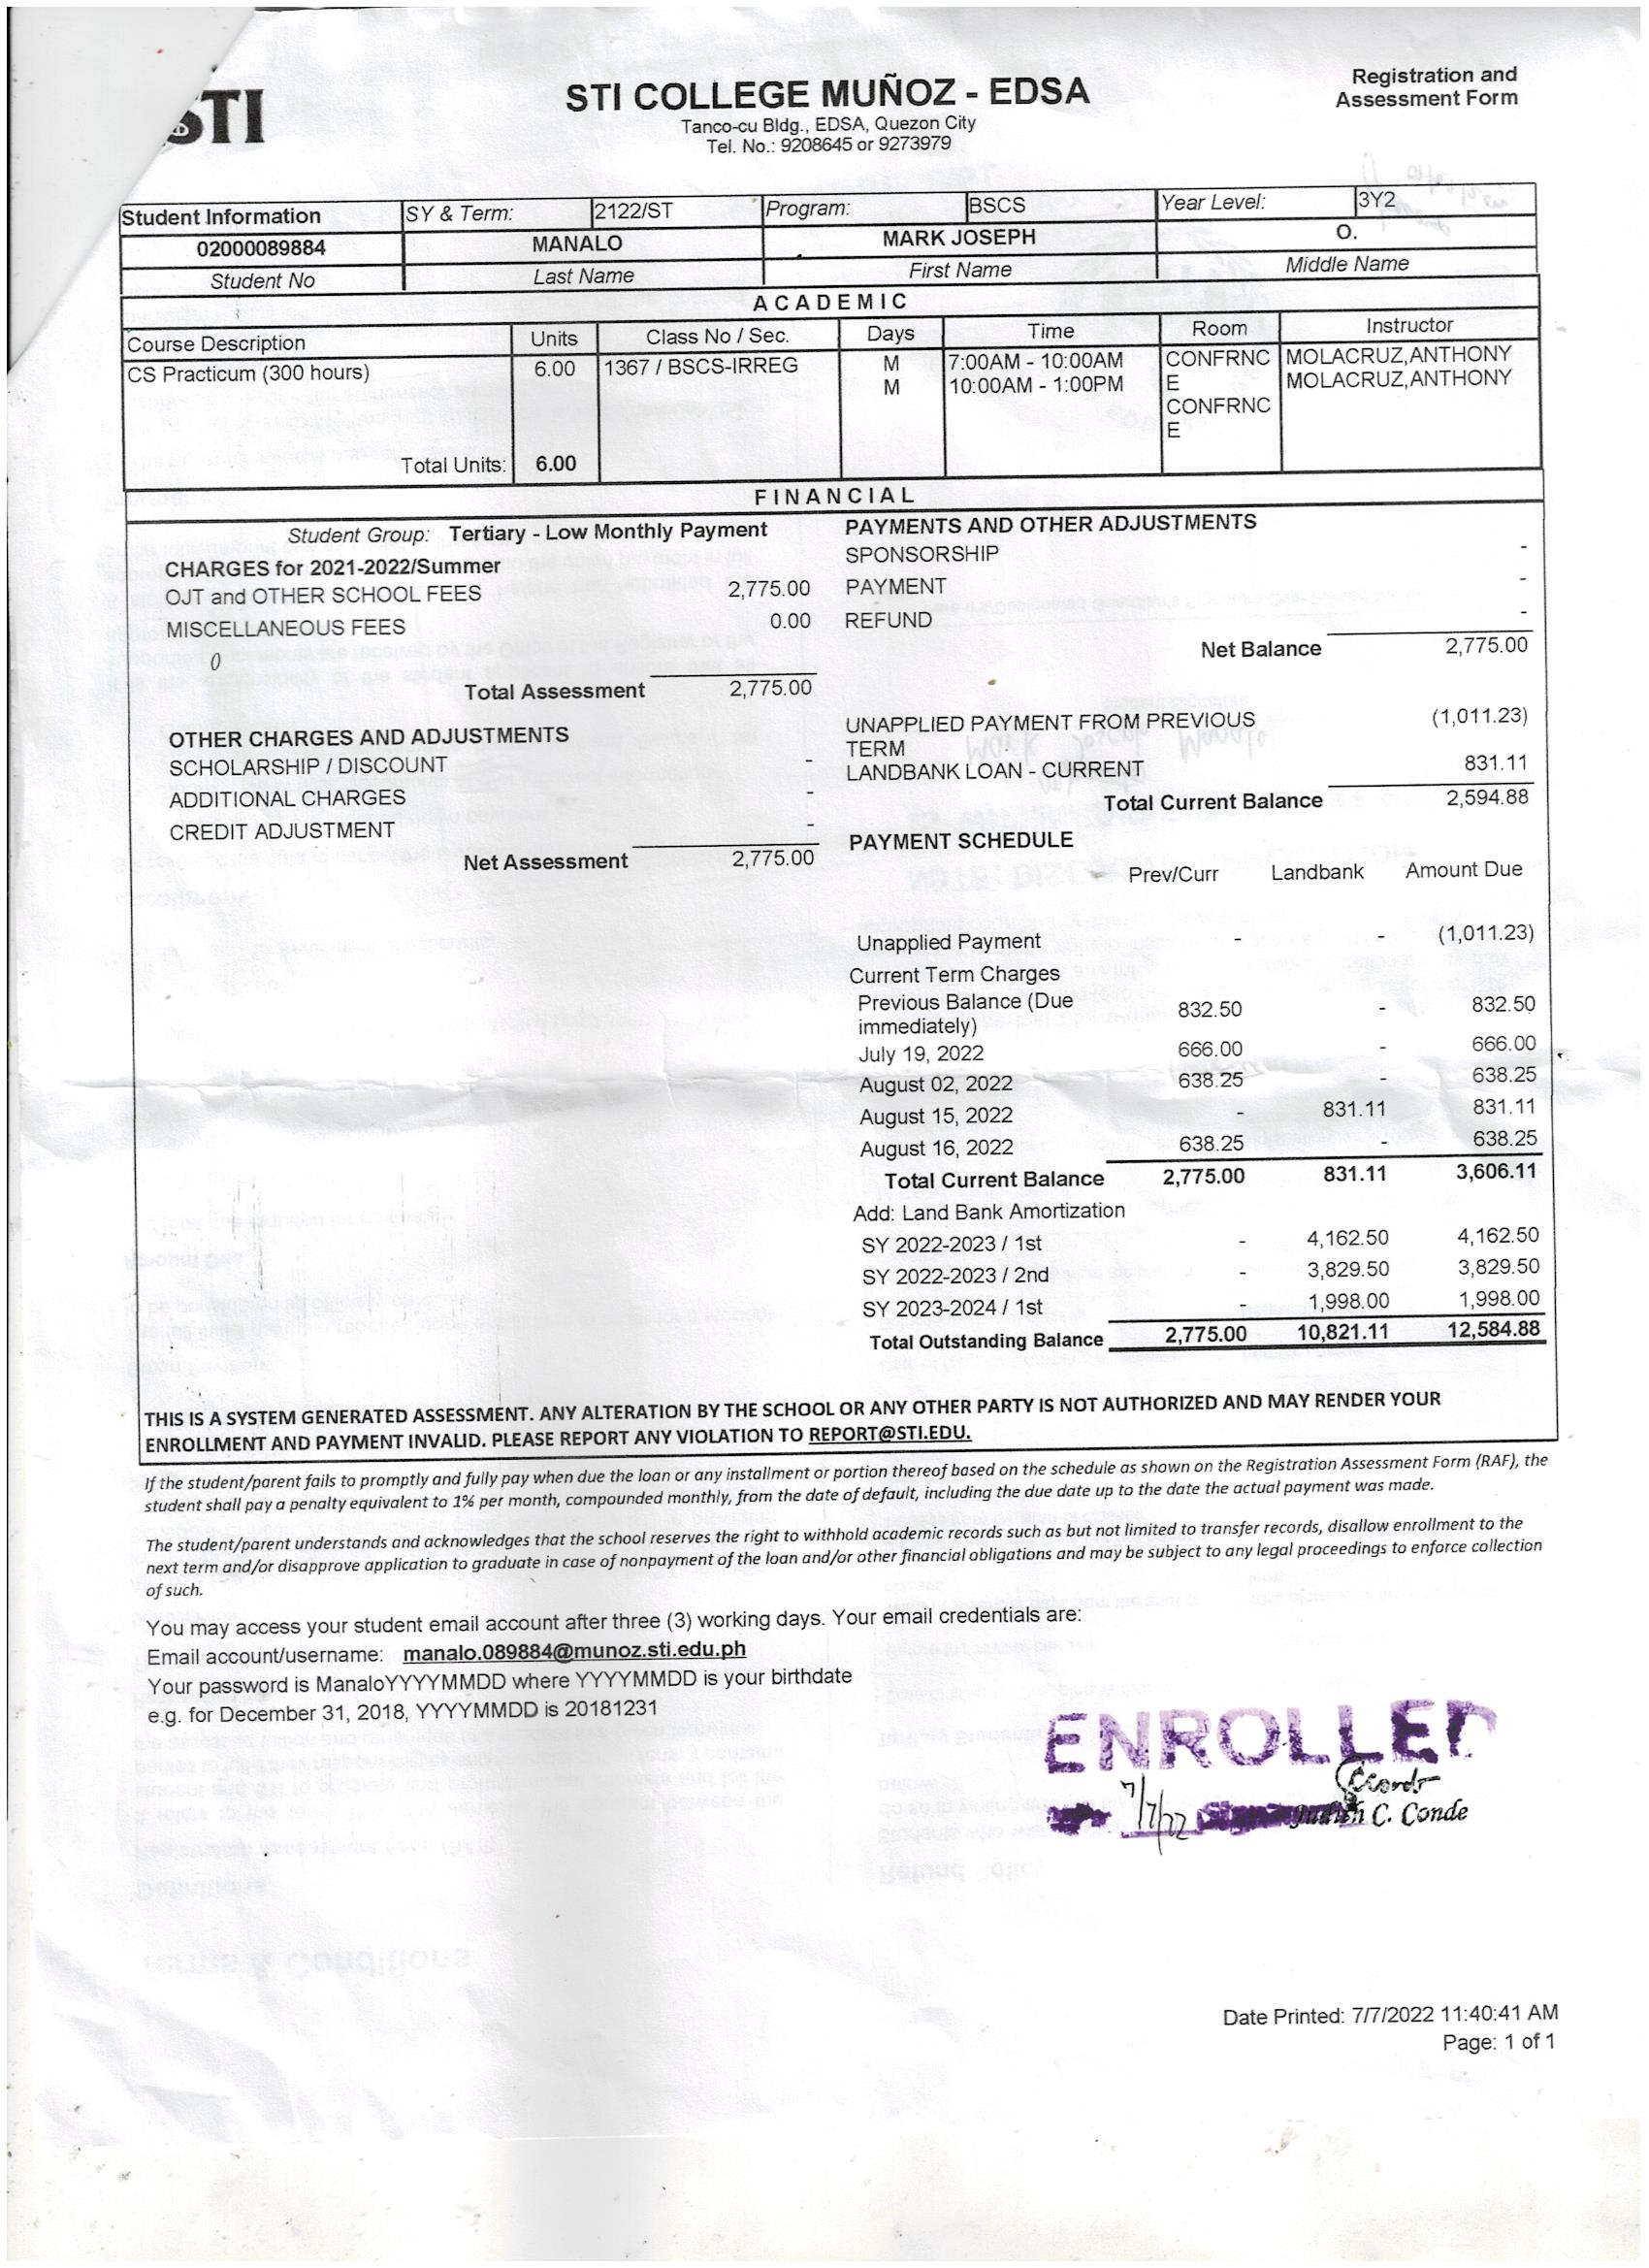 STI
STI COLLEGE MUÑOZ - EDSA
Tanco-cu Bldg., EDSA, Quezon City
Tel. No.: 9208645 or 9273979
Registration and
Assessment Form
Student Information SY & Term: 2122/ST Program: BSCS Year Level: 3Y2
02000089884 MANALO MARK JOSEPH O.
Student No Last Name First Name Middle Name
ACADEMIC
Course Description Units Class No / Sec. Days Time Room Instructor
CS Practicum (300 hours) 6.00 1367 / BSCS-IRREG M 7:00AM - 10:00AM CONFRNC MOLACRUZ,ANTHONY
M 10:00AM - 1:00PM E MOLACRUZ,ANTHONY
CONFRNC
E
Total Units: 6.00
FINANCIAL
Student Group: Tertiary - Low Monthly Payment
CHARGES for 2021-2022/Summer
OJT and OTHER SCHOOL FEES 2,775.00
MISCELLANEOUS FEES 0.00
0
Total Assessment 2,775.00
OTHER CHARGES AND ADJUSTMENTS
SCHOLARSHIP / DISCOUNT -
ADDITIONAL CHARGES -
CREDIT ADJUSTMENT -
Net Assessment 2,775.00
PAYMENTS AND OTHER ADJUSTMENTS
SPONSORSHIP -
PAYMENT -
REFUND -
Net Balance 2,775.00
UNAPPLIED PAYMENT FROM PREVIOUS (1,011.23)
TERM
LANDBANK LOAN - CURRENT 831.11
Total Current Balance 2,594.88
PAYMENT SCHEDULE
Prev/Curr Landbank Amount Due
Unapplied Payment - - (1,011.23)
Current Term Charges
Previous Balance (Due 832.50 - 832.50
immediately)
July 19, 2022 666.00 - 666.00
August 02, 2022 638.25 - 638.25
August 15, 2022 - 831.11 831.11
August 16, 2022 638.25 - 638.25
Total Current Balance 2,775.00 831.11 3,606.11
Add: Land Bank Amortization
SY 2022-2023 / 1st - 4,162.50 4,162.50
SY 2022-2023 / 2nd - 3,829.50 3,829.50
SY 2023-2024 / 1st - 1,998.00 1,998.00
Total Outstanding Balance 2,775.00 10,821.11 12,584.88
THIS IS A SYSTEM GENERATED ASSESSMENT. ANY ALTERATION BY THE SCHOOL OR ANY OTHER PARTY IS NOT AUTHORIZED AND MAY RENDER YOUR
ENROLLMENT AND PAYMENT INVALID. PLEASE REPORT ANY VIOLATION TO REPORT@STI.EDU.
If the student/parent fails to promptly and fully pay when due the loan or any installment or portion thereof based on the schedule as shown on the Registration Assessment Form (RAF), the
student shall pay a penalty equivalent to 1% per month, compounded monthly, from the date of default, including the due date up to the date the actual payment was made.
The student/parent understands and acknowledges that the school reserves the right to withhold academic records such as but not limited to transfer records, disallow enrollment to the
next term and/or disapprove application to graduate in case of nonpayment of the loan and/or other financial obligations and may be subject to any legal proceedings to enforce collection
of such.
You may access your student email account after three (3) working days. Your email credentials are:
Email account/username: manalo.089884@munoz.sti.edu.ph
Your password is ManaloYYYYMMDD where YYYYMMDD is your birthdate
e.g. for December 31, 2018, YYYYMMDD is 20181231
ENROLLED
7/7/22
Judith C. Conde
Date Printed: 7/7/2022 11:40:41 AM
Page: 1 of 1